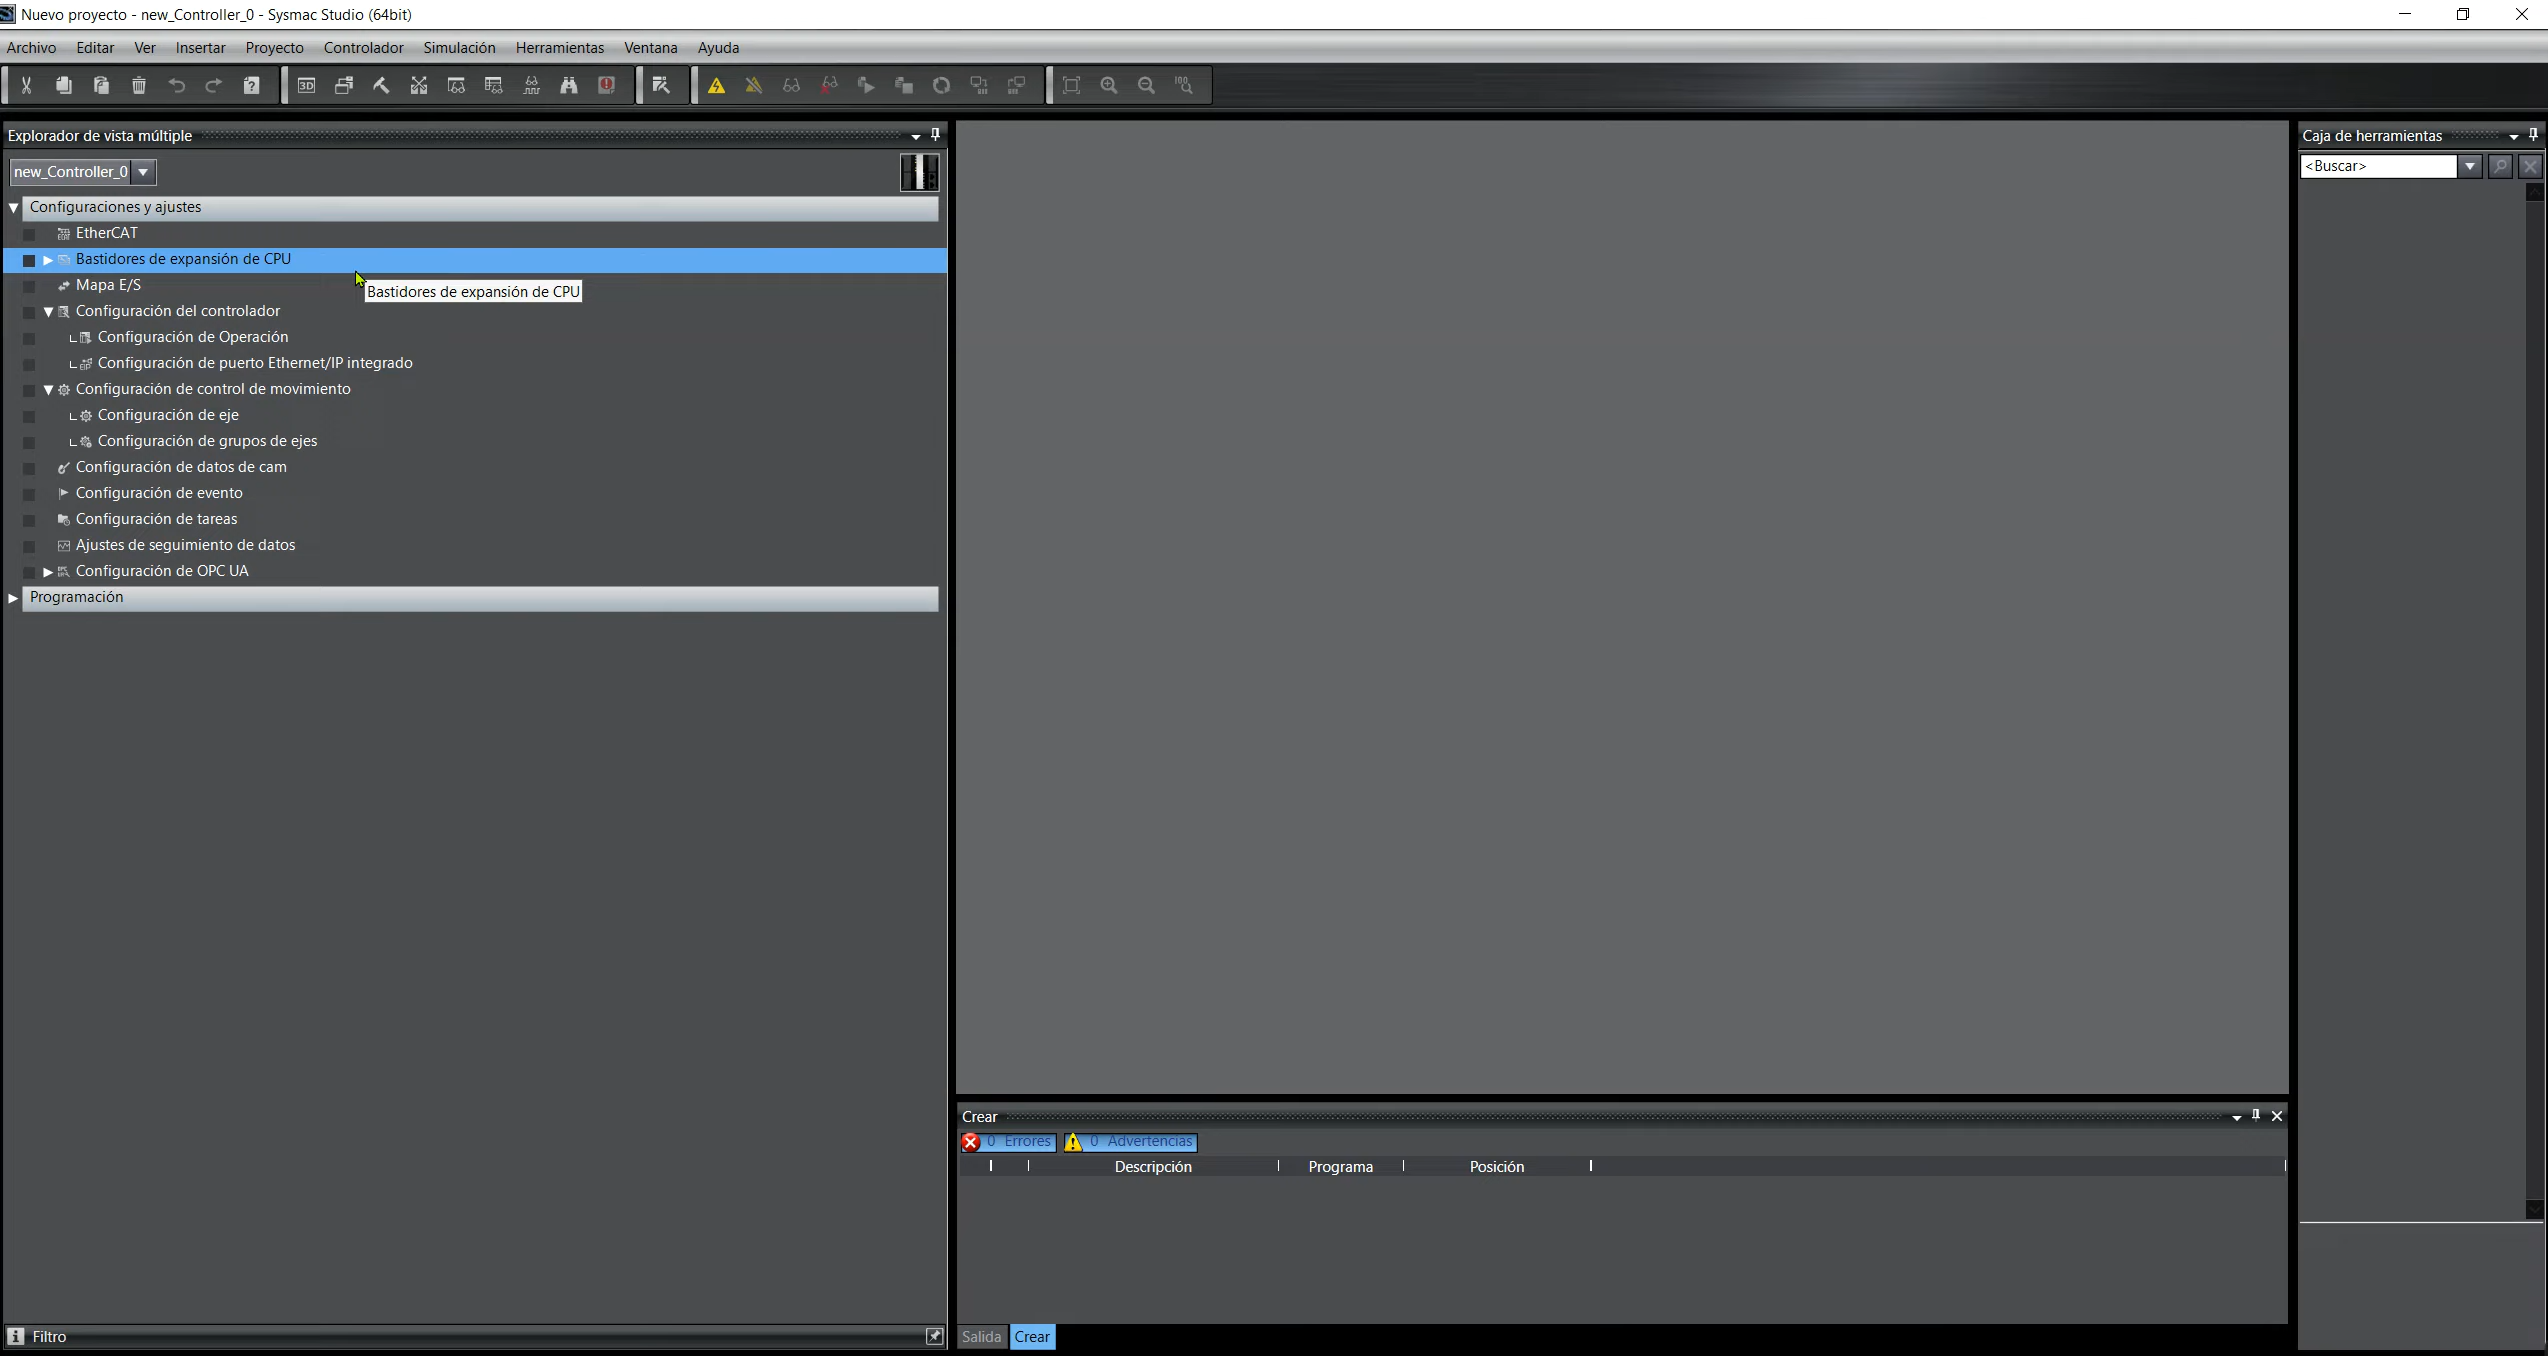 Nuevo proyecto - new_Controller_0 - Sysmac Studio (64bit)
Archivo Editar Ver Insertar Proyecto Controlador Simulación Herramientas Ventana Ayuda
3D
100
Explorador de vista múltiple
new_Controller_0
Configuraciones y ajustes
EtherCAT
Bastidores de expansión de CPU
Bastidores de expansión de CPU
Mapa E/S
Configuración del controlador
Configuración de Operación
Configuración de puerto Ethernet/IP integrado
Configuración de control de movimiento
Configuración de eje
Configuración de grupos de ejes
Configuración de datos de cam
Configuración de evento
Configuración de tareas
Ajustes de seguimiento de datos
Configuración de OPC UA
Programación
Filtro
Crear
0 Errores 0 Advertencias
Descripción Programa Posición
Salida Crear
Caja de herramientas
<Buscar>